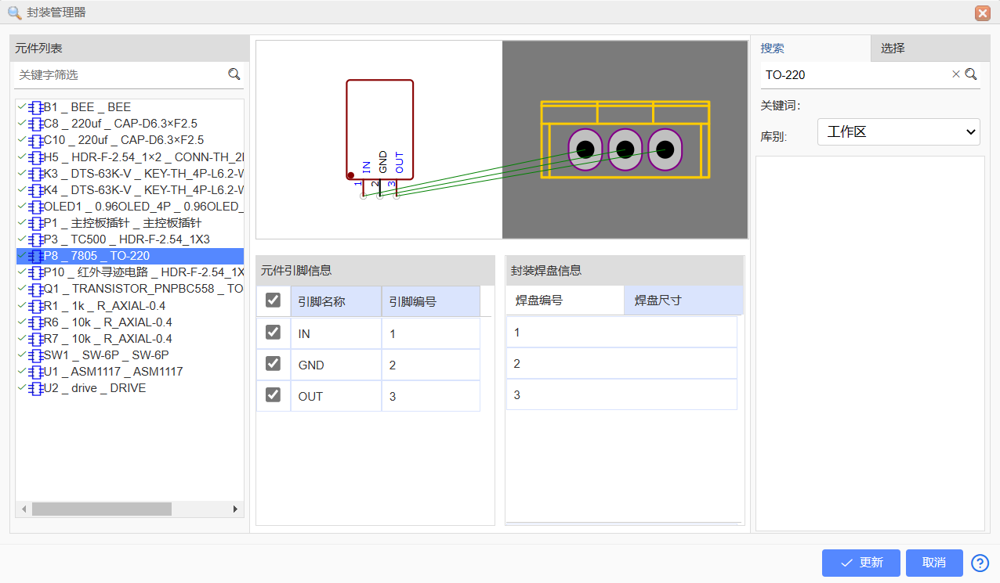 封装管理器
元件列表
关键字筛选
B1 _ BEE _ BEE
C8 _ 220uf _ CAP-D6.3×F2.5
C10 _ 220uf _ CAP-D6.3×F2.5
H5 _ HDR-F-2.54_1×2 _ CONN-TH_2
K3 _ DTS-63K-V _ KEY-TH_4P-L6.2-W
K4 _ DTS-63K-V _ KEY-TH_4P-L6.2-W
OLED1 _ 0.96OLED_4P _ 0.96OLED_
P1 _ 主控板插针 _ 主控板插针
P3 _ TC500 _ HDR-F-2.54_1X3
P8 _ 7805 _ TO-220
P10 _ 红外寻迹电路 _ HDR-F-2.54_1X
Q1 _ TRANSISTOR_PNPBC558 _ TO
R1 _ 1k _ R_AXIAL-0.4
R6 _ 10k _ R_AXIAL-0.4
R7 _ 10k _ R_AXIAL-0.4
SW1 _ SW-6P _ SW-6P
U1 _ ASM1117 _ ASM1117
U2 _ drive _ DRIVE
IN GND OUT
1 2 3
元件引脚信息
引脚名称 引脚编号
IN 1
GND 2
OUT 3
封装焊盘信息
焊盘编号 焊盘尺寸
1
2
3
搜索 选择
TO-220
关键词:
库别: 工作区
更新 取消